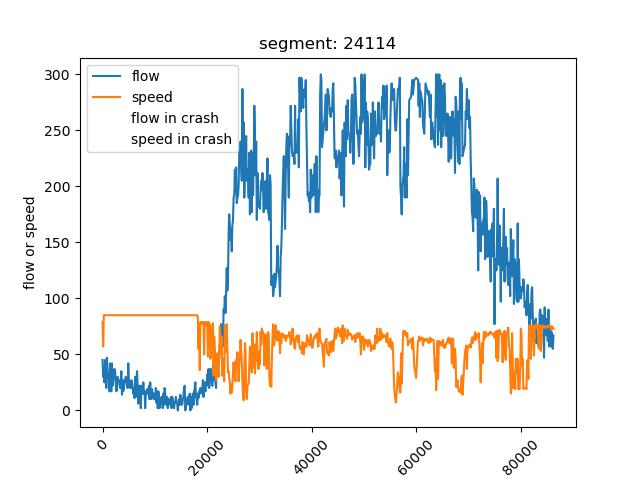 segment: 24114
flow
speed
flow in crash
speed in crash
flow or speed
300
250
200
150
100
50
0
0
20000
40000
60000
80000